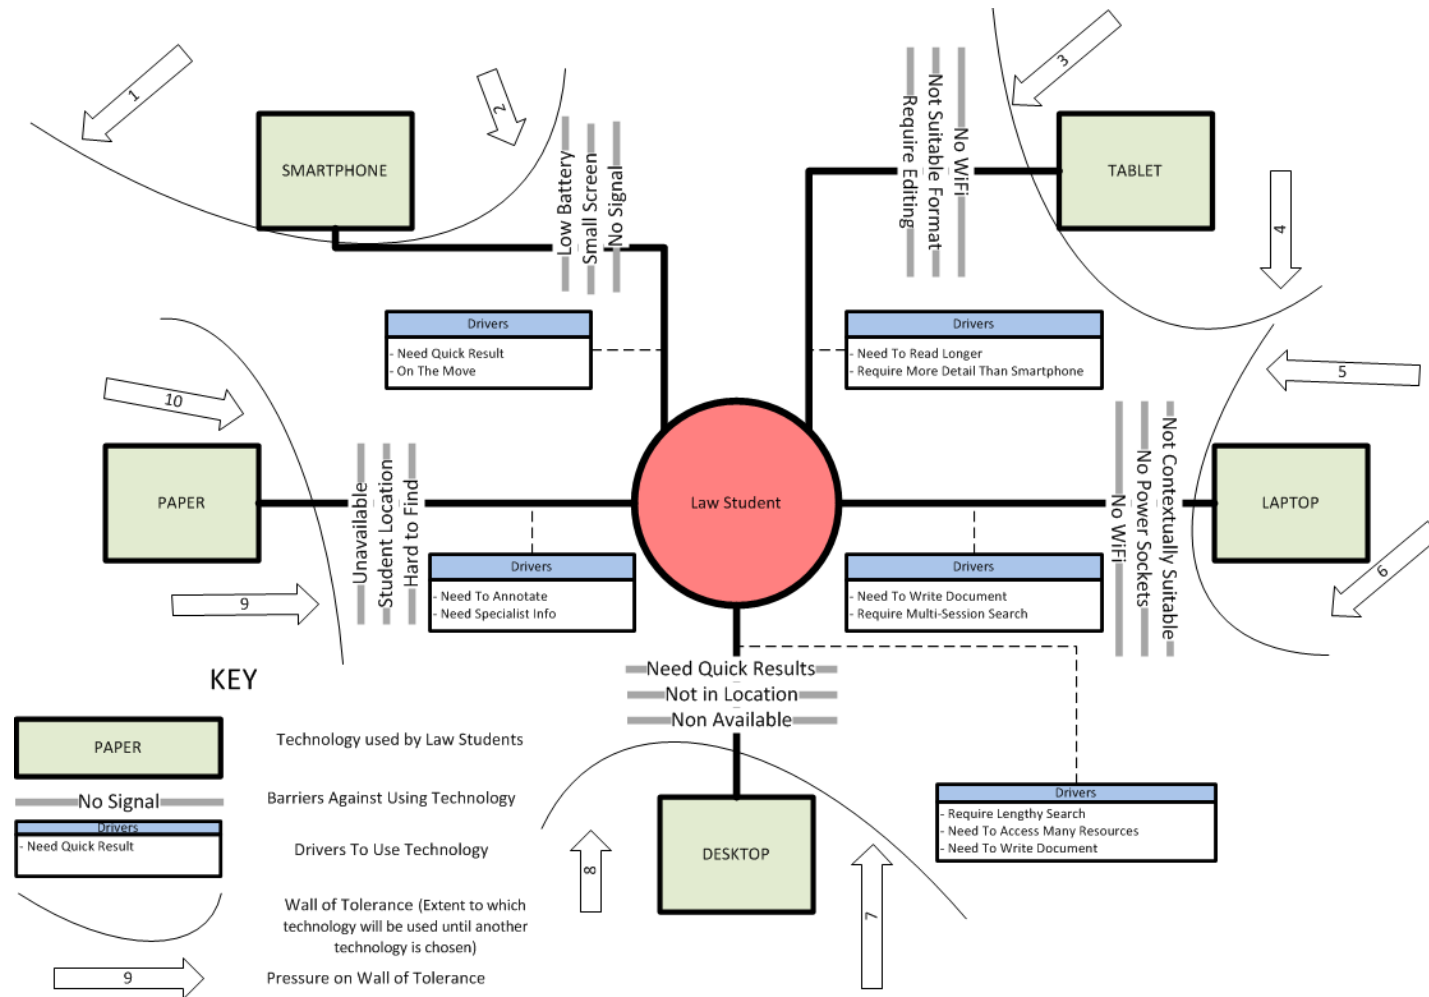 1
2
3
SMARTPHONE
Low Battery
Small Screen
No Signal
Require Editing
Not Suitable Format
No WiFi
TABLET
4
Drivers
- Need Quick Result
- On The Move
Drivers
- Need To Read Longer
- Require More Detail Than Smartphone
5
10
PAPER
Unavailable
Student Location
Hard to Find
Law Student
No WiFi
No Power Sockets
Not Contextually Suitable
LAPTOP
6
9
Drivers
- Need To Annotate
- Need Specialist Info
Drivers
- Need To Write Document
- Require Multi-Session Search
Need Quick Results
Not in Location
Non Available
DESKTOP
8
7
Drivers
- Require Lengthy Search
- Need To Access Many Resources
- Need To Write Document
KEY
PAPER
Technology used by Law Students
No Signal
Barriers Against Using Technology
Drivers
- Need Quick Result
Drivers To Use Technology
Wall of Tolerance (Extent to which
technology will be used until another
technology is chosen)
9
Pressure on Wall of Tolerance